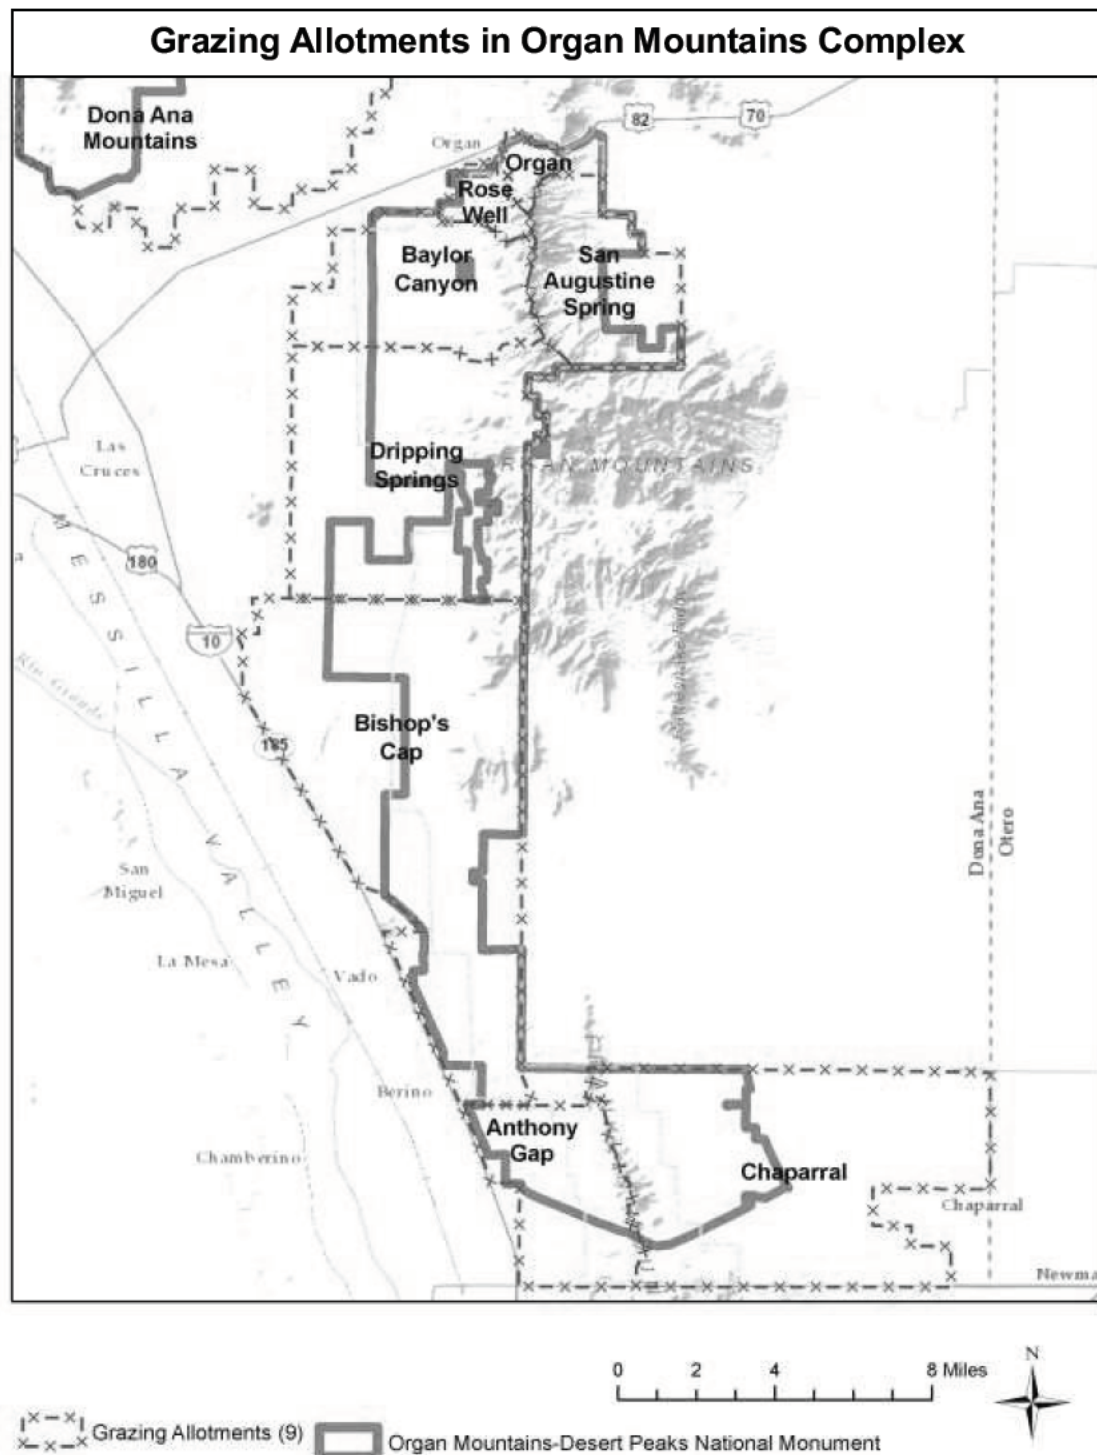 Grazing Allotments in Organ Mountains Complex
Dona Ana
Mountains
Organ
82
70
Organ
Rose
Well
Baylor
Canyon
San
Augustine
Spring
Las
Cruces
Dripping
Springs
MOUNTAINS
180
MESSILLA VALLEY
10
Rio Grande
185
Bishop's
Cap
Dona Ana
Otero
San
Miguel
La Mesa
Vado
Berino
Anthony
Gap
Chamberino
Chaparral
Chaparral
0 2 4 8 Miles
N
Grazing Allotments (9)
Organ Mountains-Desert Peaks National Monument